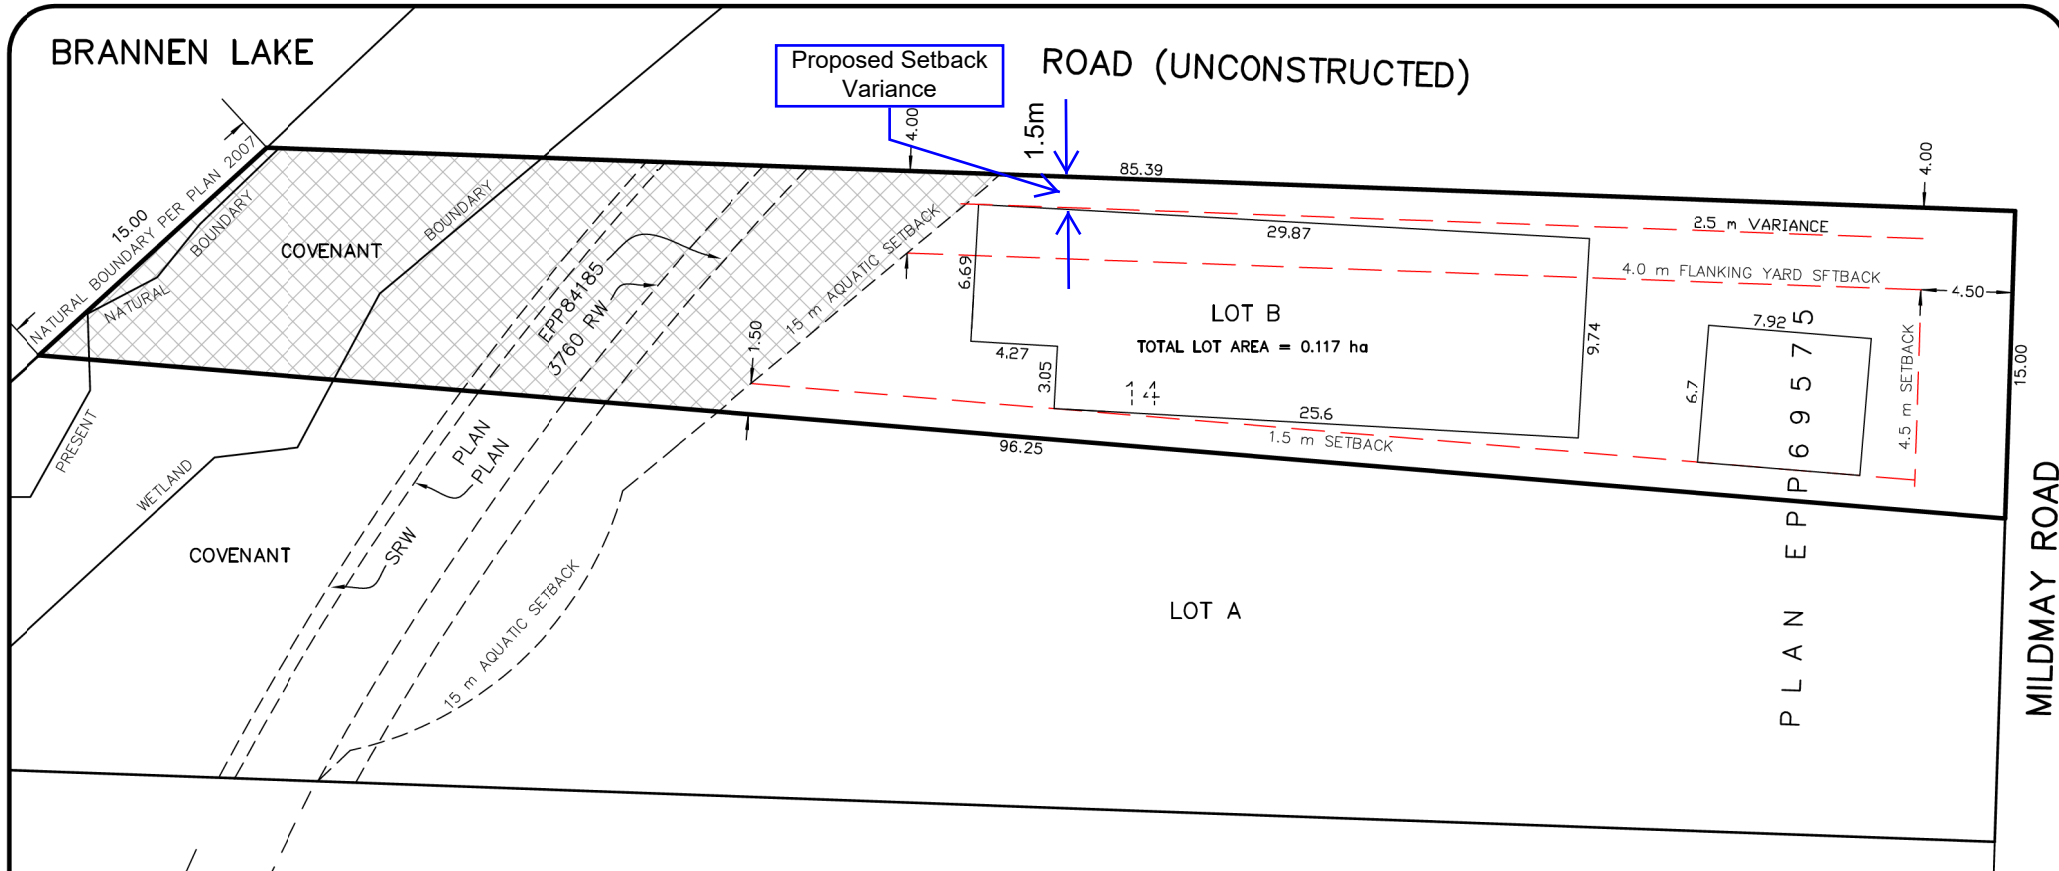 BRANNEN LAKE
Proposed Setback
Variance
ROAD (UNCONSTRUCTED)
4.00
1.5m
85.39
4.00
NATURAL BOUNDARY PER PLAN 2007
15.00
NATURAL BOUNDARY
COVENANT
BOUNDARY
EPP84185
3760 RW
15 m AQUATIC SETBACK
2.5 m VARIANCE
29.87
4.0 m FLANKING YARD SETBACK
4.50
6.69
LOT B
TOTAL LOT AREA = 0.117 ha
9.74
7.92
6.7
4.5 m SETBACK
15.00
1.50
4.27
3.05
14
25.6
1.5 m SETBACK
96.25
PRESENT
WETLAND
PLAN
PLAN
SRW
COVENANT
15 m AQUATIC SETBACK
LOT A
PLAN EPP69575
MILDMAY ROAD